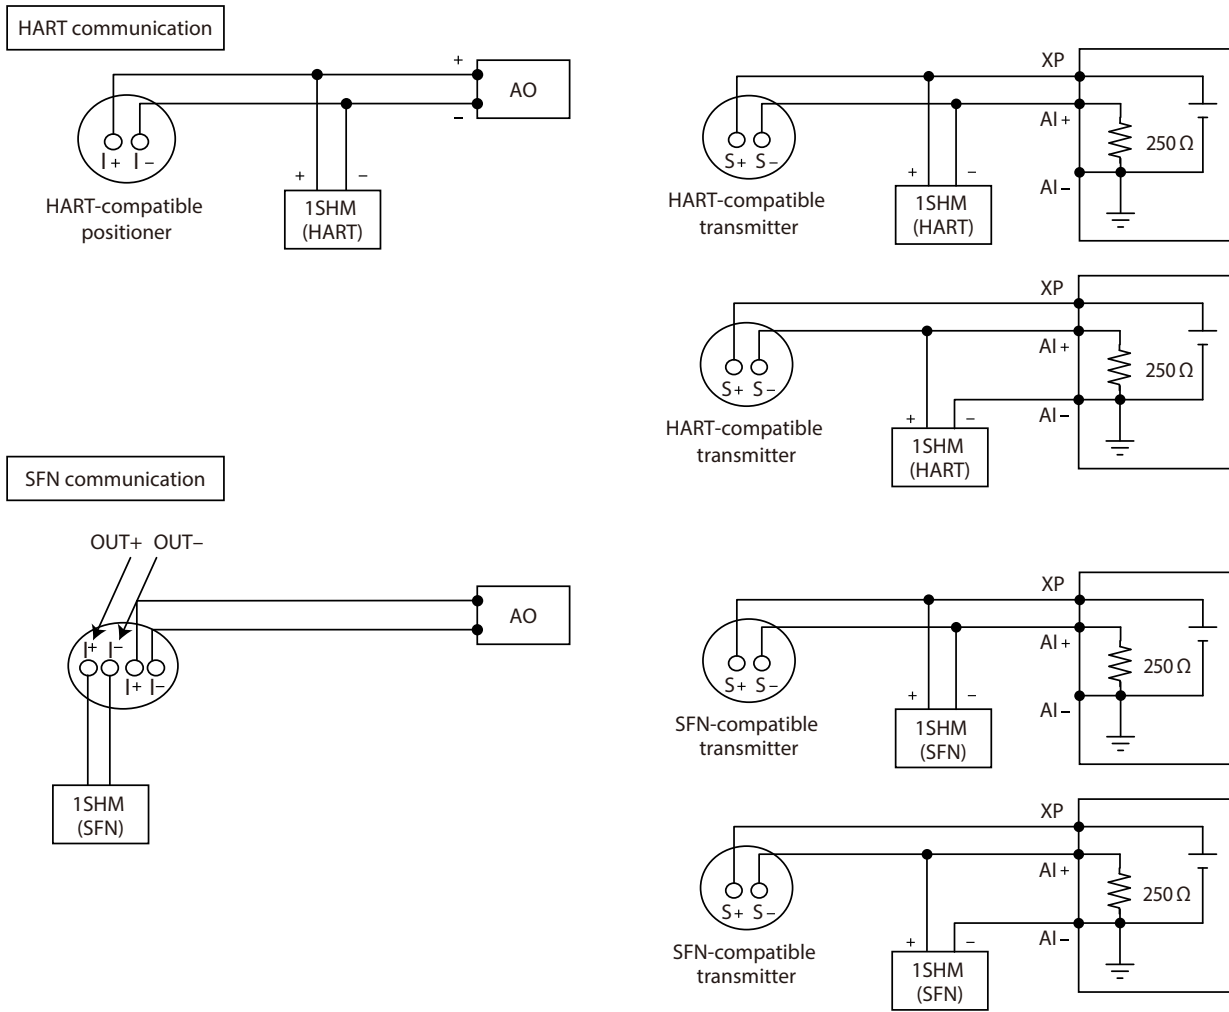 HART communication
+
AO
−
I + I −
+ −
HART-compatible
positioner
1SHM
(HART)
XP
AI +
250 Ω
S+ S−
+ −
AI −
HART-compatible
transmitter
1SHM
(HART)
XP
AI +
250 Ω
S+ S−
+ −
AI −
HART-compatible
transmitter
1SHM
(HART)
SFN communication
OUT+ OUT−
AO
I+ I−
I+ I−
1SHM
(SFN)
XP
AI +
250 Ω
S+ S−
+ −
AI −
SFN-compatible
transmitter
1SHM
(SFN)
XP
AI +
250 Ω
S+ S−
+ −
AI −
SFN-compatible
transmitter
1SHM
(SFN)